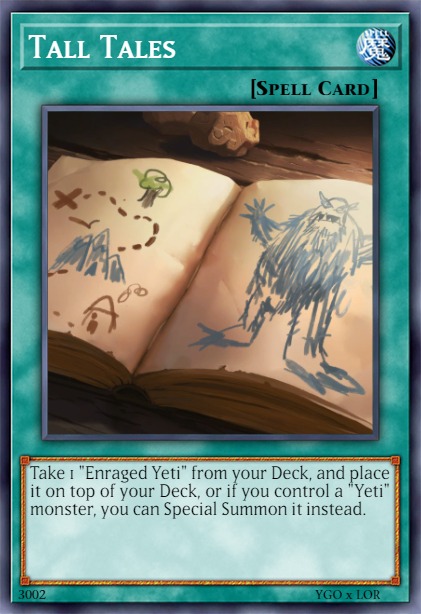 Tall Tales
魔
[Spell Card]
Take 1 "Enraged Yeti" from your Deck, and place
it on top of your Deck, or if you control a "Yeti"
monster, you can Special Summon it instead.
3002 YGO x LOR